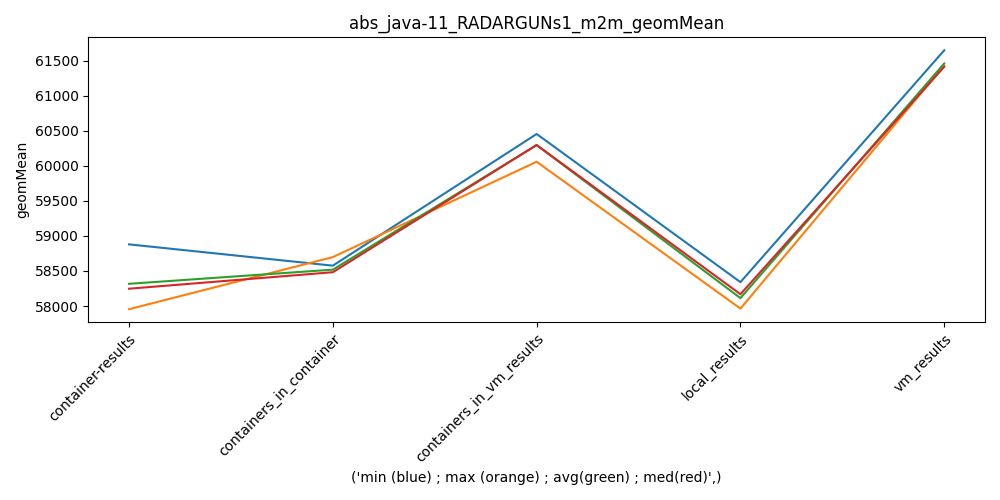 abs_java-11_RADARGUNs1_m2m_geomMean
61500
61000
60500
60000
59500
59000
58500
58000
geomMean
container-results
containers_in_container
containers_in_vm_results
local_results
vm_results
('min (blue) ; max (orange) ; avg(green) ; med(red)',)